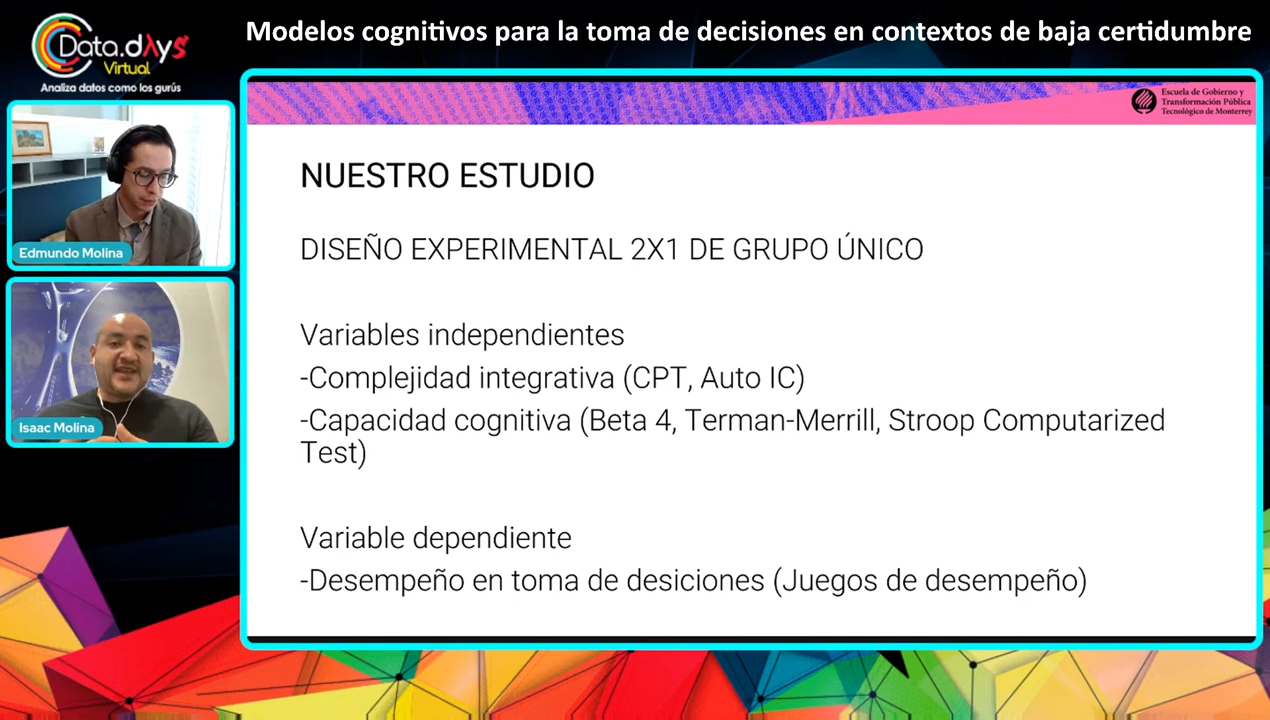 Data.dAys
Virtual
Analiza datos como los gurús
Modelos cognitivos para la toma de decisiones en contextos de baja certidumbre
Edmundo Molina
Isaac Molina
Escuela de Gobierno y
Transformación Pública
Tecnológico de Monterrey
NUESTRO ESTUDIO
DISEÑO EXPERIMENTAL 2X1 DE GRUPO ÚNICO
Variables independientes
-Complejidad integrativa (CPT, Auto IC)
-Capacidad cognitiva (Beta 4, Terman-Merrill, Stroop Computarized
Test)
Variable dependiente
-Desempeño en toma de desiciones (Juegos de desempeño)